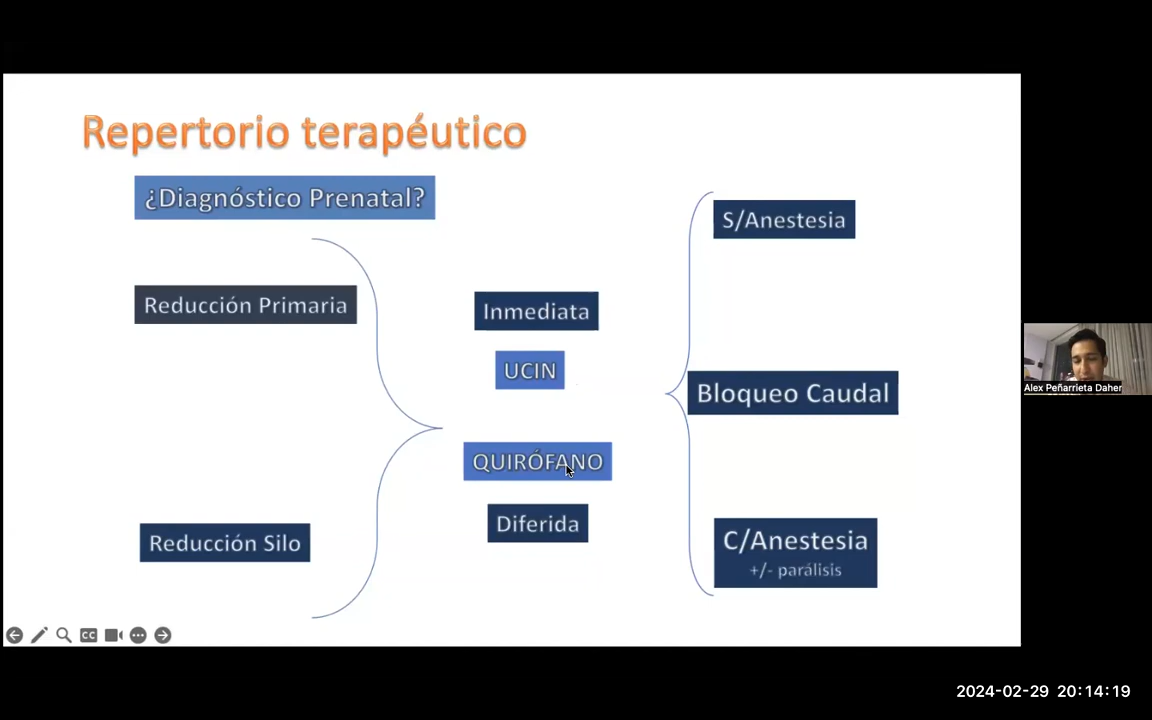 Repertorio terapéutico
¿Diagnóstico Prenatal?
Reducción Primaria
Reducción Silo
Inmediata
UCIN
QUIRÓFANO
Diferida
S/Anestesia
Bloqueo Caudal
C/Anestesia
+/- parálisis
CC
Alex Peñarrieta Daher
2024-02-29 20:14:19